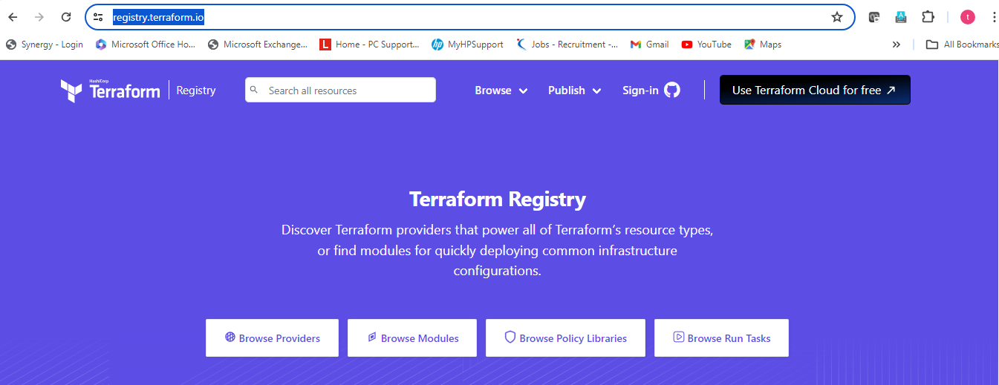 registry.terraform.io
Synergy - Login Microsoft Office Ho... Microsoft Exchange... L Home - PC Support... hp MyHPSupport Jobs - Recruitment -... Gmail YouTube Maps » All Bookmarks
HashiCorp
Terraform Registry Search all resources Browse Publish Sign-in Use Terraform Cloud for free
Terraform Registry
Discover Terraform providers that power all of Terraform’s resource types,
or find modules for quickly deploying common infrastructure
configurations.
Browse Providers Browse Modules Browse Policy Libraries Browse Run Tasks